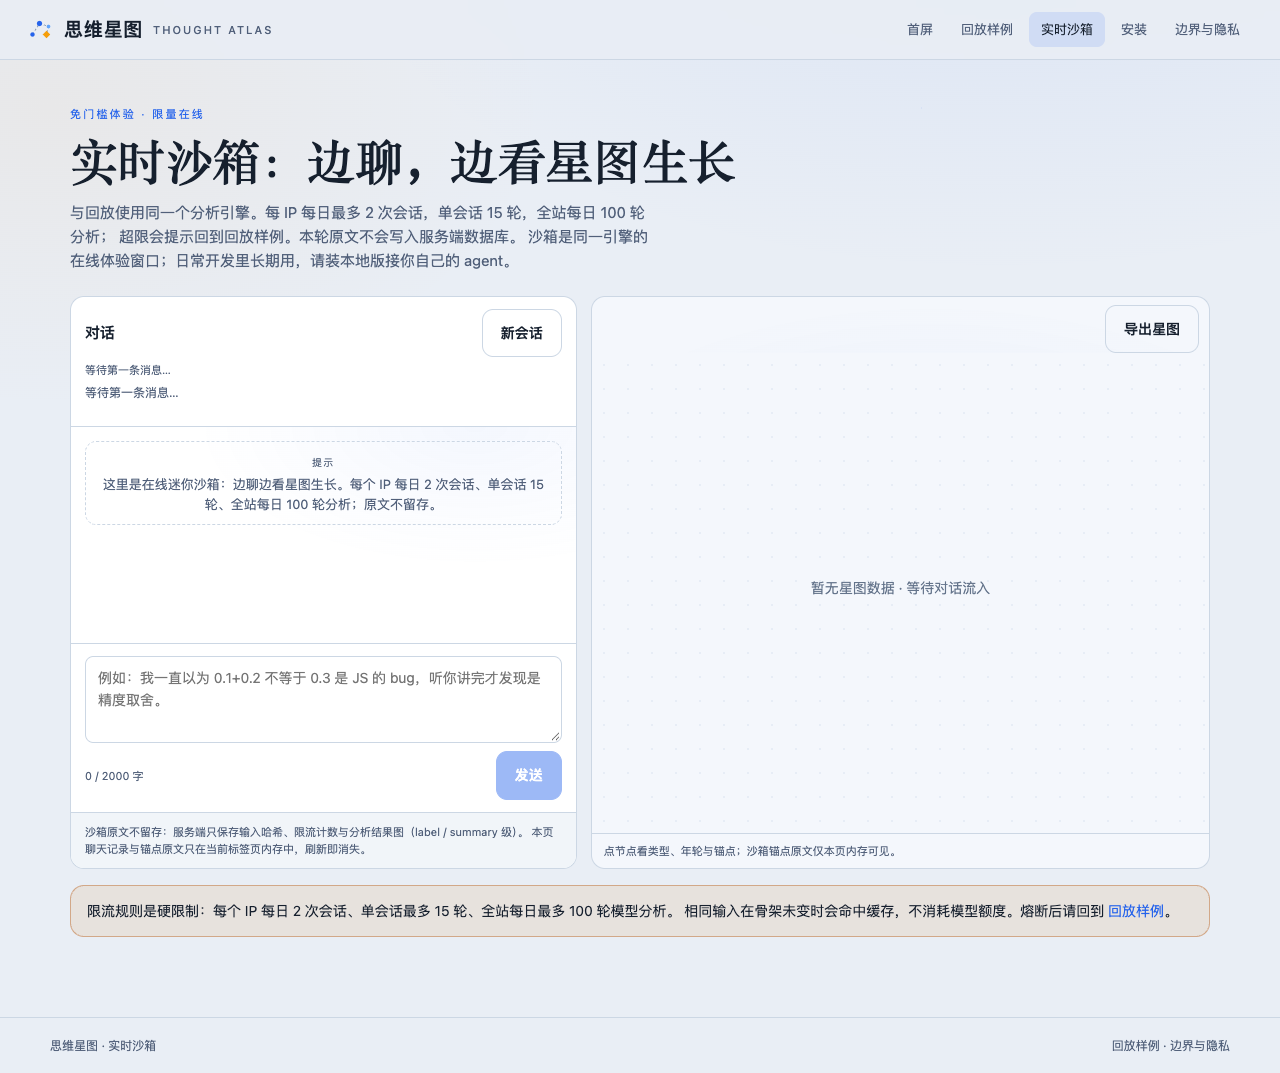 思维星图 THOUGHT ATLAS
首屏 回放样例 实时沙箱 安装 边界与隐私
免门槛体验 · 限量在线
实时沙箱：边聊，边看星图生长
与回放使用同一个分析引擎。每 IP 每日最多 2 次会话，单会话 15 轮，全站每日 100 轮
分析； 超限会提示回到回放样例。本轮原文不会写入服务端数据库。 沙箱是同一引擎的
在线体验窗口；日常开发里长期用，请装本地版接你自己的 agent。
对话
新会话
等待第一条消息...
等待第一条消息...
提示
这里是在线迷你沙箱：边聊边看星图生长。每个 IP 每日 2 次会话、单会话 15
轮、全站每日 100 轮分析；原文不留存。
例如：我一直以为 0.1+0.2 不等于 0.3 是 JS 的 bug，听你讲完才发现是
精度取舍。
0 / 2000 字
发送
沙箱原文不留存：服务端只保存输入哈希、限流计数与分析结果图（label / summary 级）。 本页
聊天记录与锚点原文只在当前标签页内存中，刷新即消失。
导出星图
暂无星图数据 · 等待对话流入
点节点看类型、年轮与锚点；沙箱锚点原文仅本页内存可见。
限流规则是硬限制：每个 IP 每日 2 次会话、单会话最多 15 轮、全站每日最多 100 轮模型分析。 相同输入在骨架未变时会命中缓存，不消耗模型额度。熔断后请回到 回放样例。
思维星图 · 实时沙箱
回放样例 · 边界与隐私